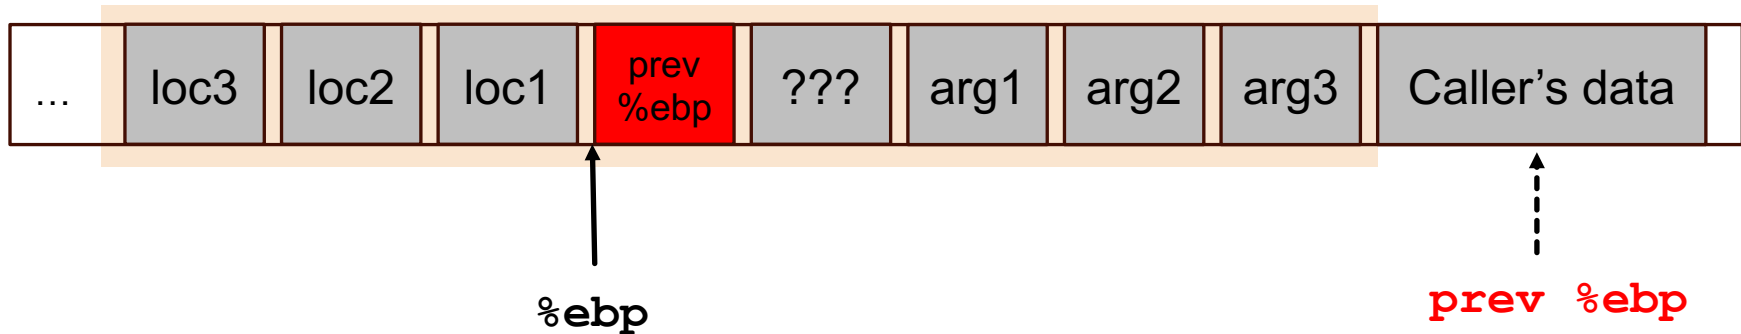 ...
loc3
loc2
loc1
prev
%ebp
???
arg1
arg2
arg3
Caller's data
%ebp
prev %ebp